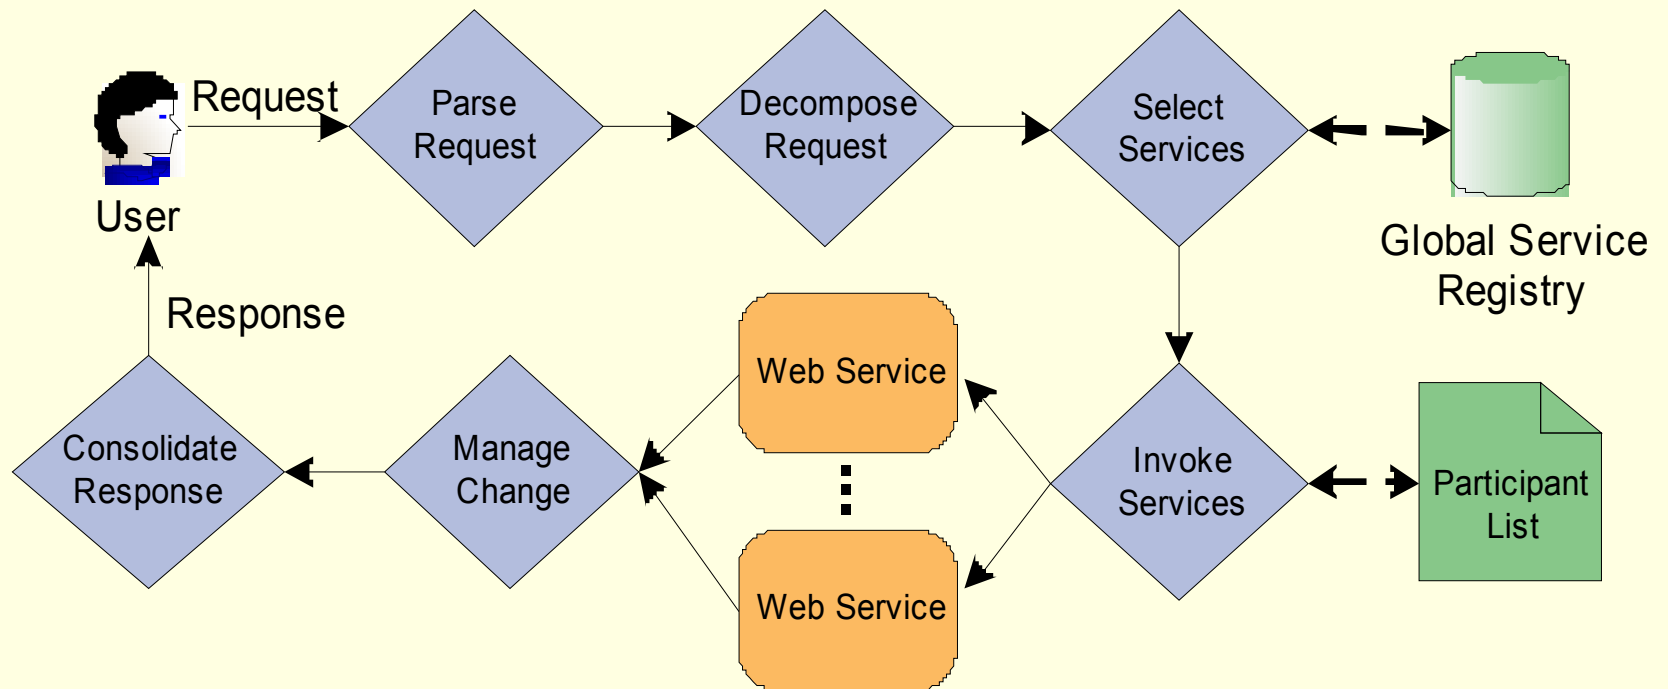 Request
Parse
Request
Decompose
Request
Select
Services
User
Global Service
Registry
Response
Web Service
Consolidate
Response
Manage
Change
Invoke
Services
Participant
List
Web Service